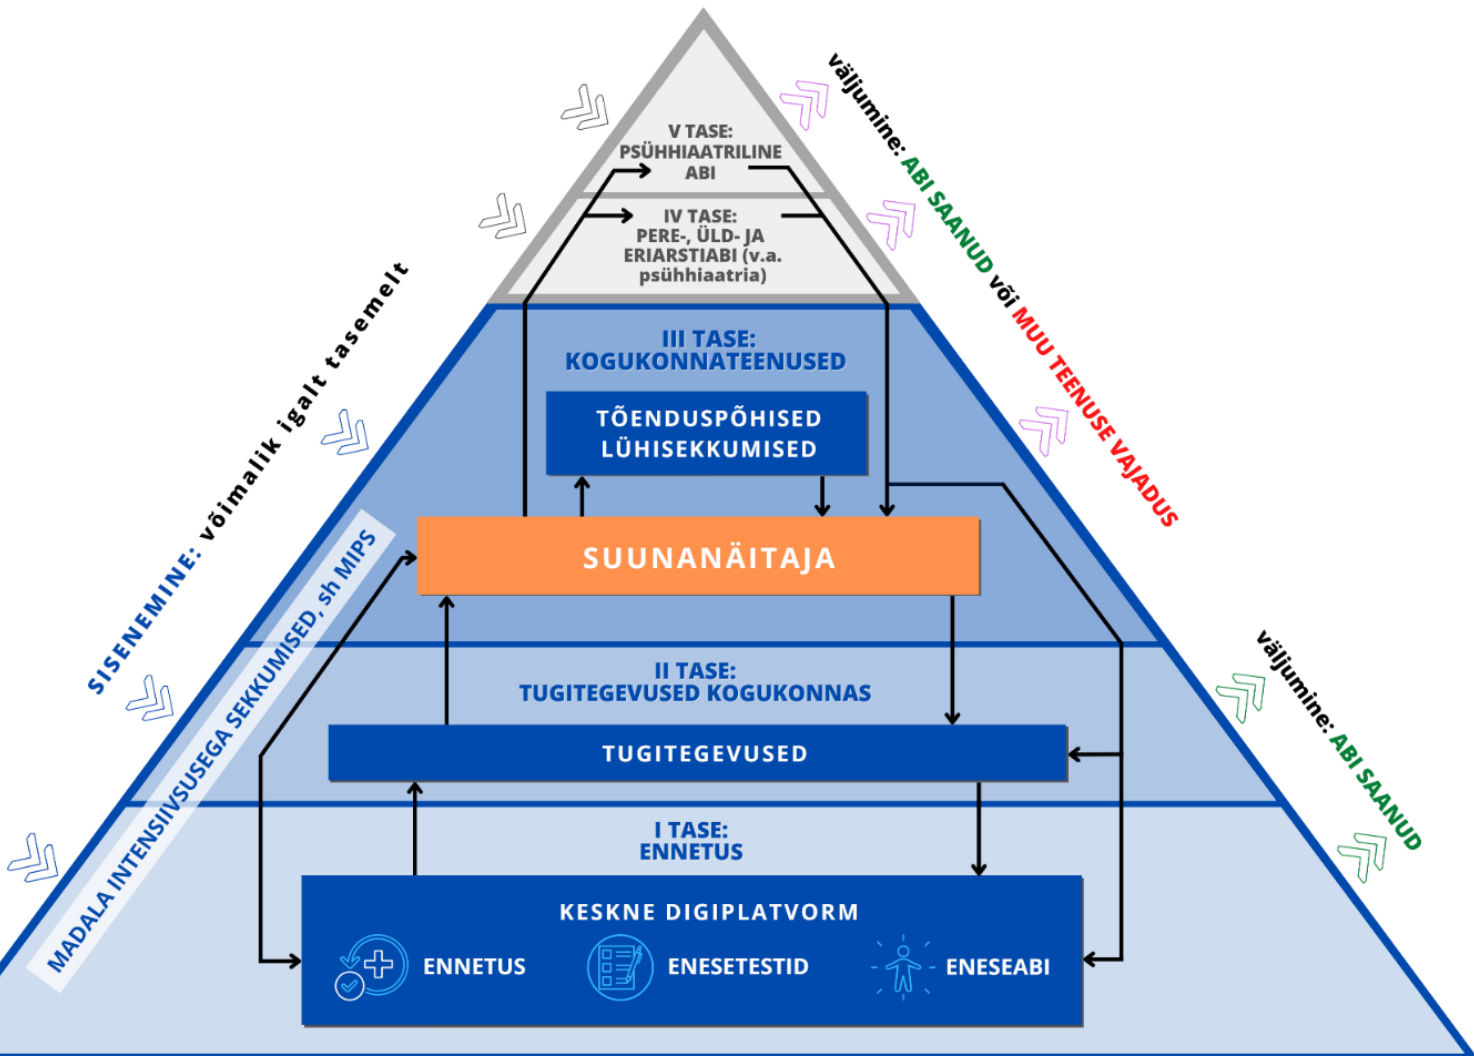 V TASE:
PSÜHHIAATRILINE
ABI
IV TASE:
PERE-, ÜLD- JA
ERIARSTIABI (v.a.
psühhiaatria)
III TASE:
KOGUKONNATEENUSED
TÕENDUSPÕHISED
LÜHISEKKUMISED
SUUNANÄITAJA
II TASE:
TUGITEGEVUSED KOGUKONNAS
TUGITEGEVUSED
I TASE:
ENNETUS
KESKNE DIGIPLATVORM
ENNETUS
ENESETESTID
ENESEABI
SISENEMINE: võimalik igalt tasemelt
MADALA INTENSIIVSUSEGA SEKKUMISED, sh MIPS
väljumine: ABI SAANUD või MUU TEENUSE VAJADUS
väljumine: ABI SAANUD